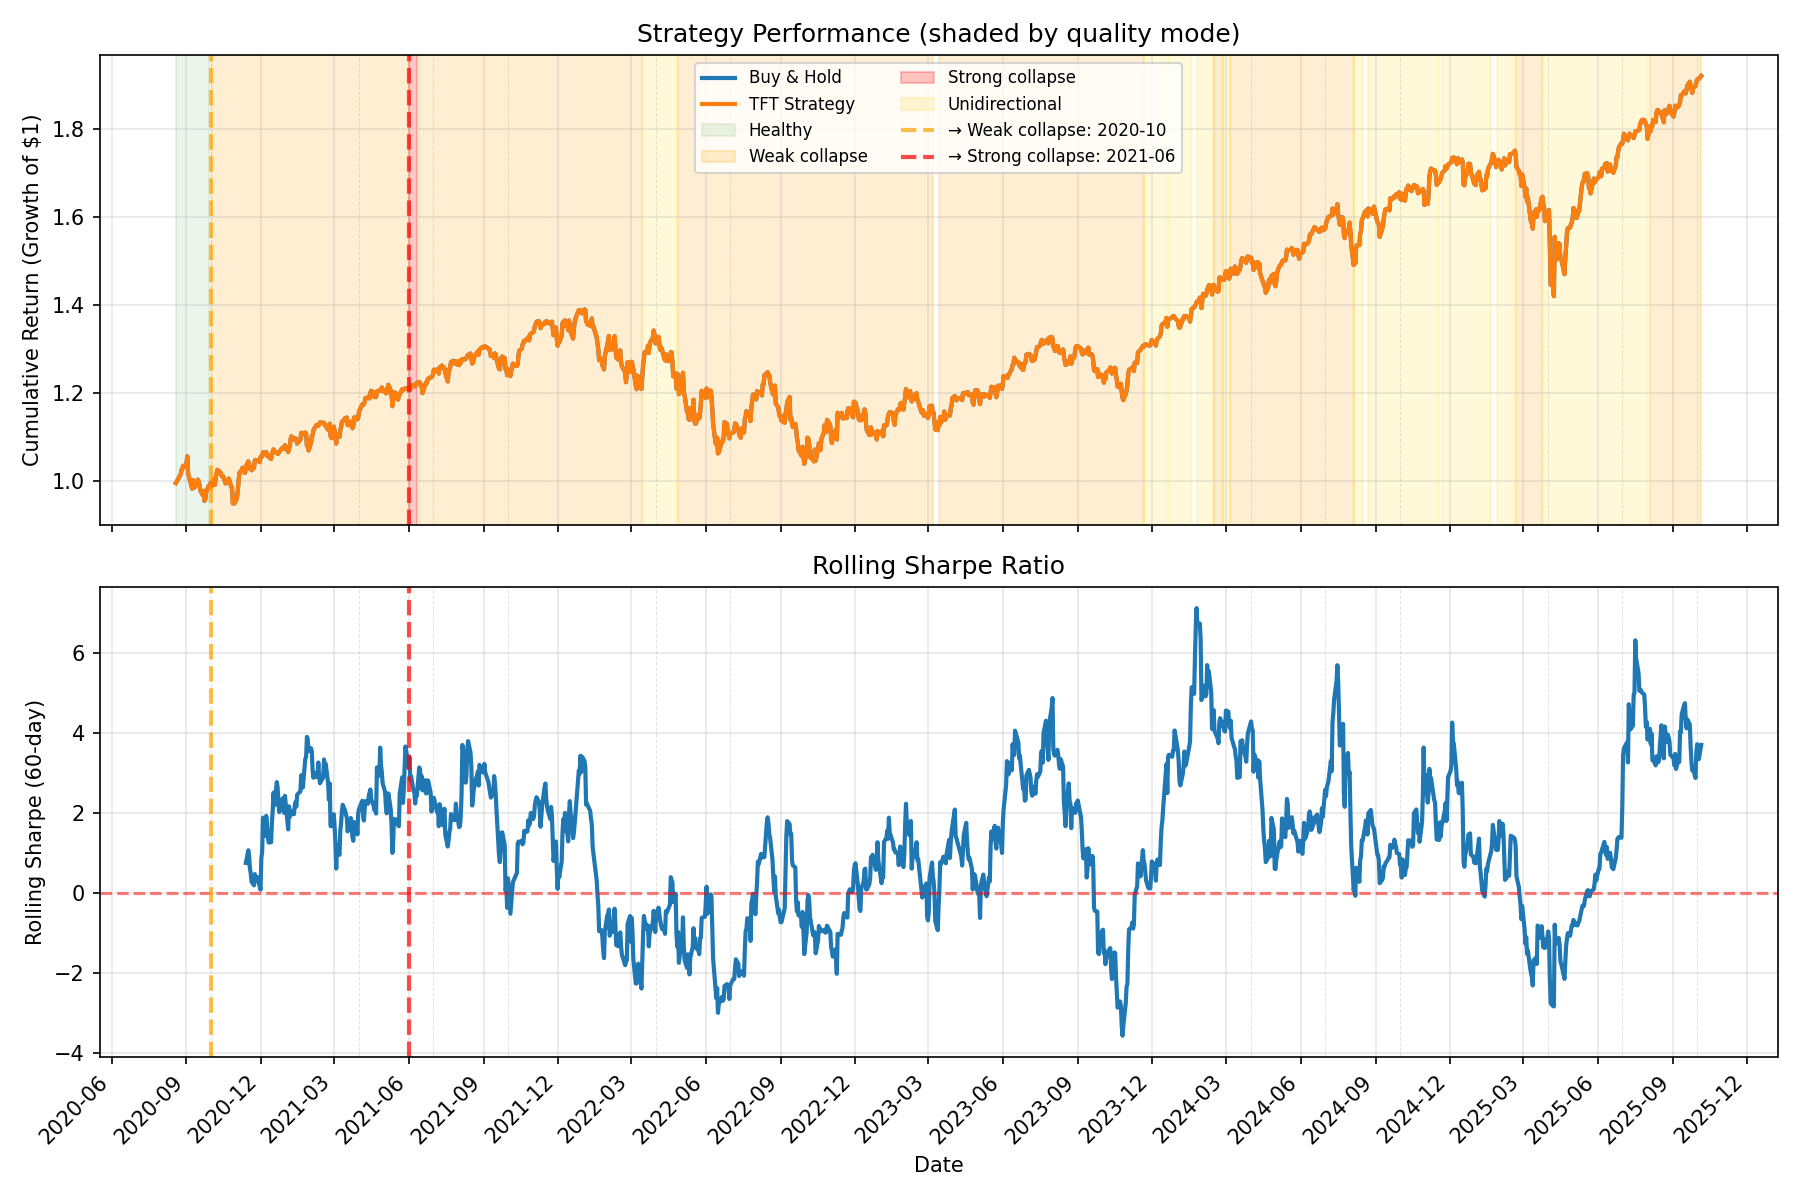 Strategy Performance (shaded by quality mode)
Cumulative Return (Growth of $1)
1.8
1.6
1.4
1.2
1.0
Buy & Hold
TFT Strategy
Healthy
Weak collapse
Strong collapse
Unidirectional
→ Weak collapse: 2020-10
→ Strong collapse: 2021-06
Rolling Sharpe Ratio
Rolling Sharpe (60-day)
6
4
2
0
−2
−4
2020-06
2020-09
2020-12
2021-03
2021-06
2021-09
2021-12
2022-03
2022-06
2022-09
2022-12
2023-03
2023-06
2023-09
2023-12
2024-03
2024-06
2024-09
2024-12
2025-03
2025-06
2025-09
2025-12
Date